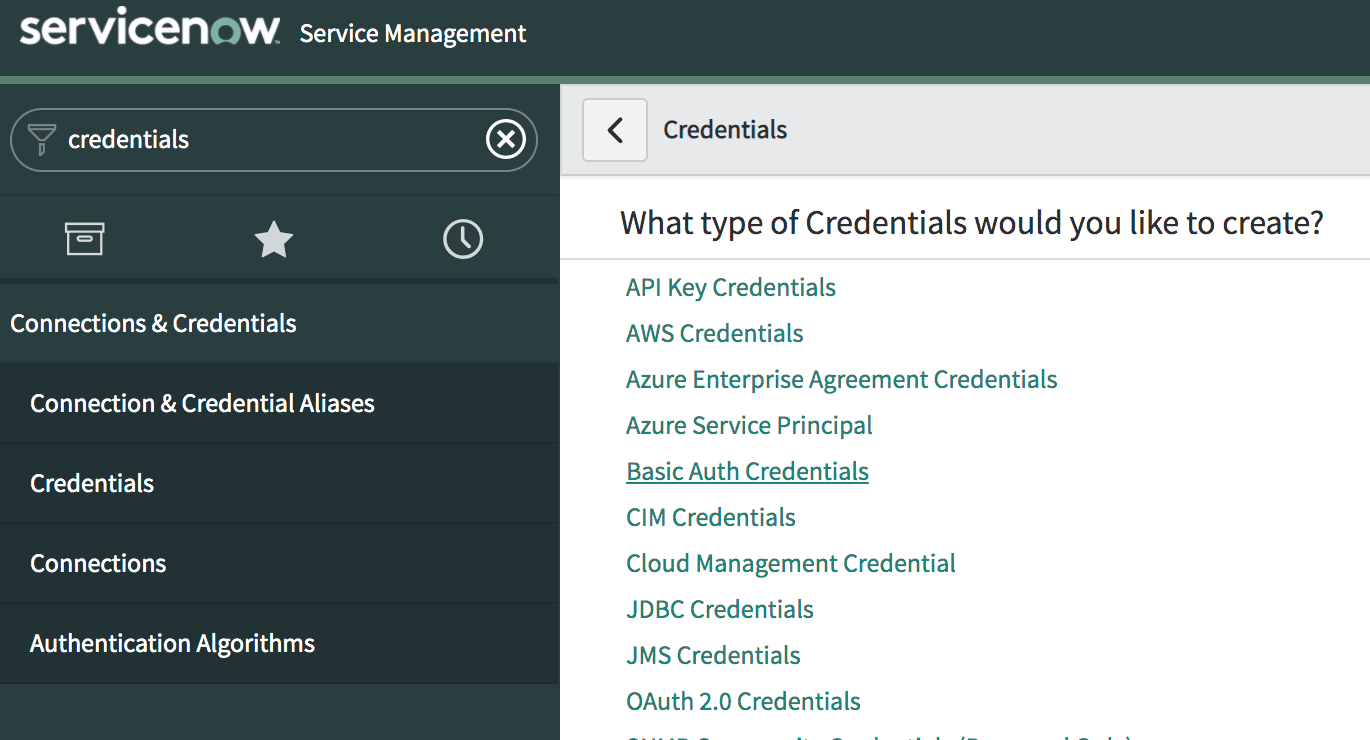 servicenow Service Management
credentials
Connections & Credentials
Connection & Credential Aliases
Credentials
Connections
Authentication Algorithms
Credentials
What type of Credentials would you like to create?
API Key Credentials
AWS Credentials
Azure Enterprise Agreement Credentials
Azure Service Principal
Basic Auth Credentials
CIM Credentials
Cloud Management Credential
JDBC Credentials
JMS Credentials
OAuth 2.0 Credentials